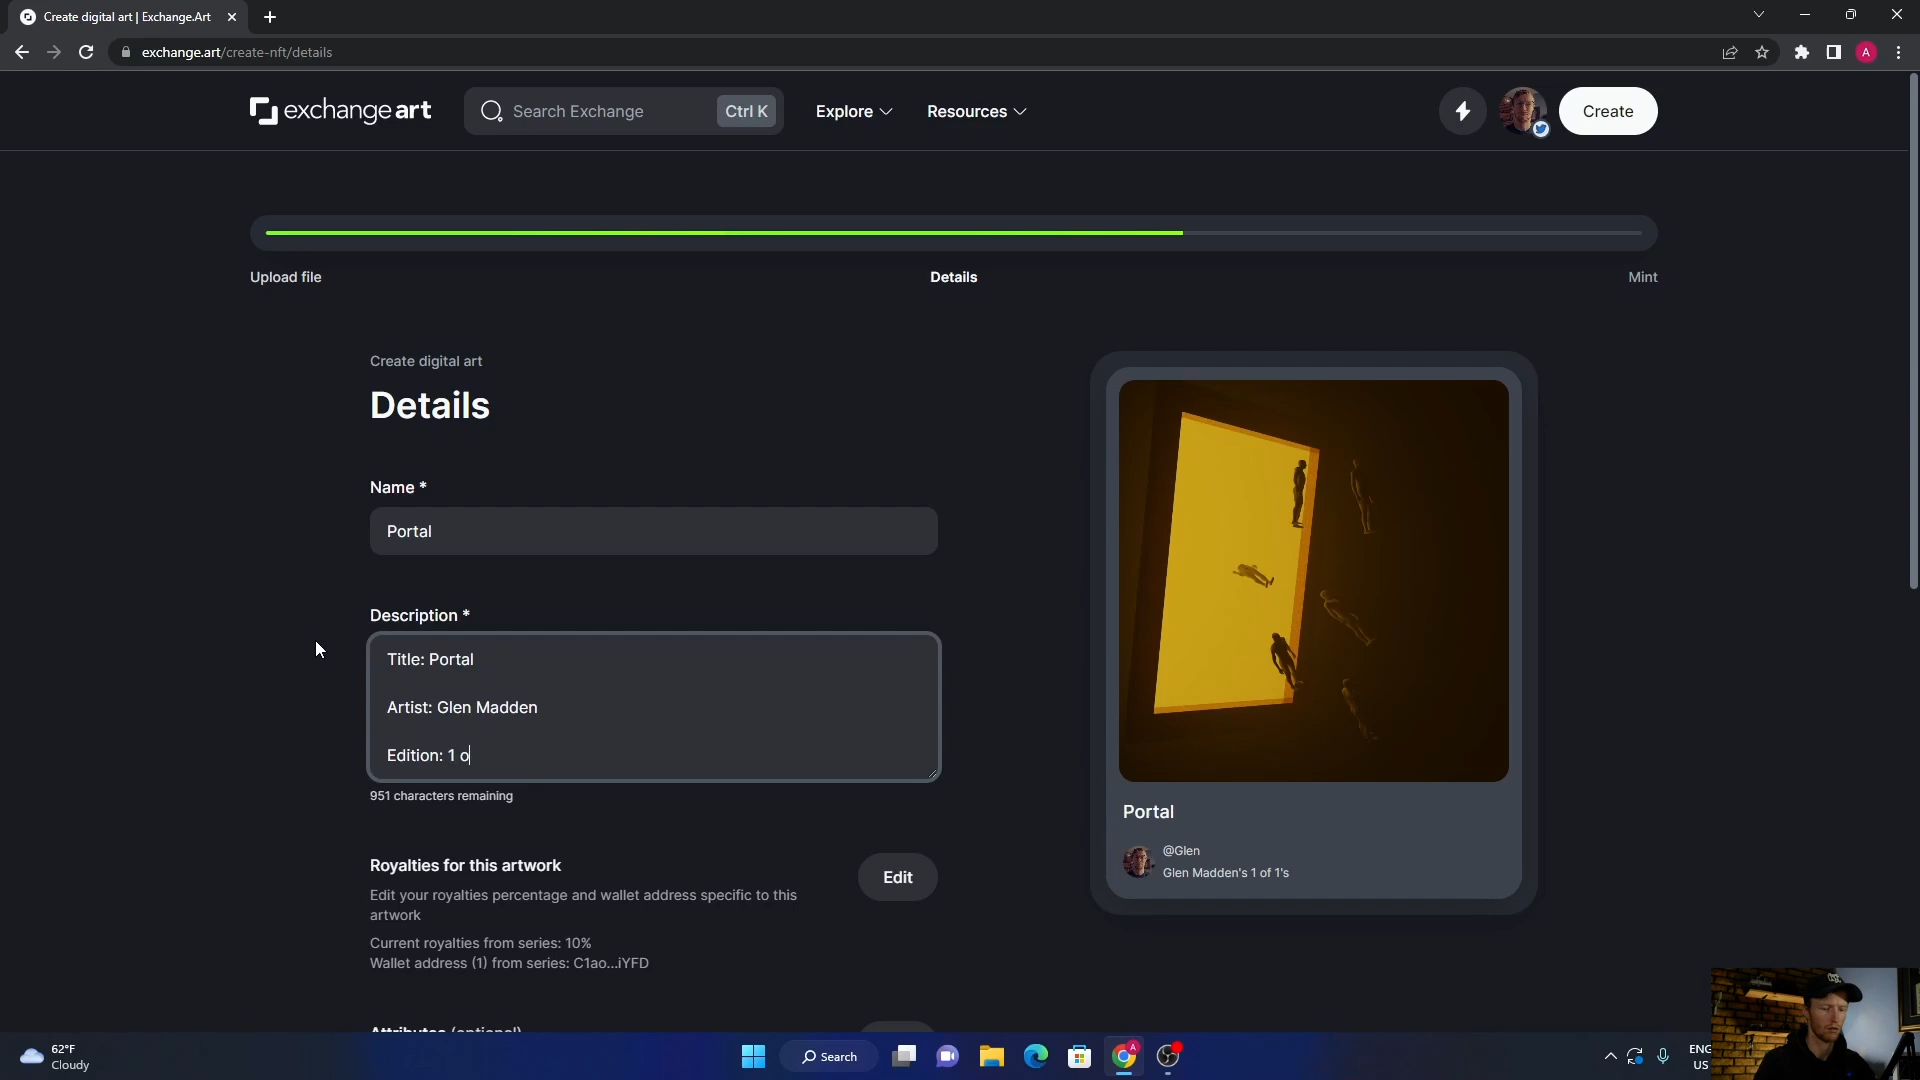 Create digital art | Exchange.Art
exchange.art/create-nft/details
A
exchange art
Search Exchange
Ctrl K
Explore
Resources
Create
Upload file
Details
Mint
Create digital art
Details
Name *
Portal
Description *
Title: Portal
Artist: Glen Madden
Edition: 1 o
951 characters remaining
Royalties for this artwork
Edit
Edit your royalties percentage and wallet address specific to this
artwork
Current royalties from series: 10%
Wallet address (1) from series: C1ao...iYFD
Attributes (optional)
Portal
@Glen
Glen Madden's 1 of 1's
62°F
Cloudy
Search
A
ENG
US